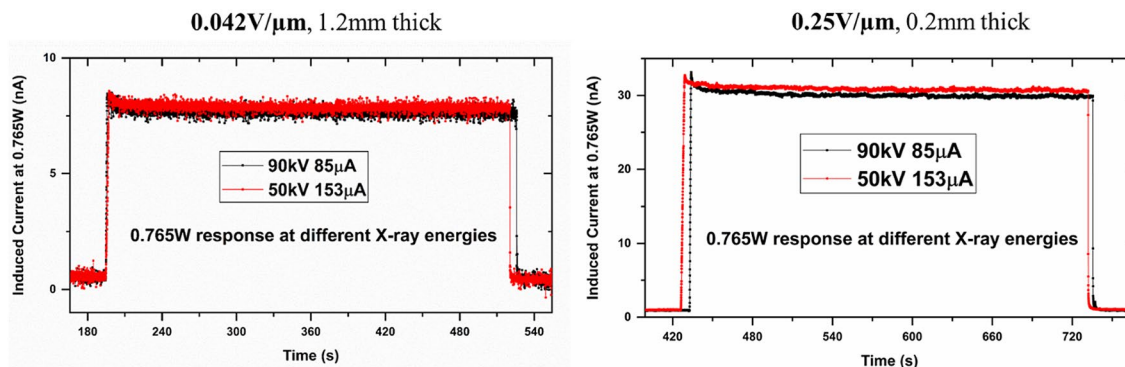 0.042V/µm, 1.2mm thick
10
5
0
180 240 300 360 420 480 540
Induced Current at 0.765W (nA)
Time (s)
90kV 85µA
50kV 153µA
0.765W response at different X-ray energies
0.25V/µm, 0.2mm thick
30
20
10
0
420 480 540 600 660 720
Induced Current at 0.765W (nA)
Time (s)
90kV 85µA
50kV 153µA
0.765W response at different X-ray energies